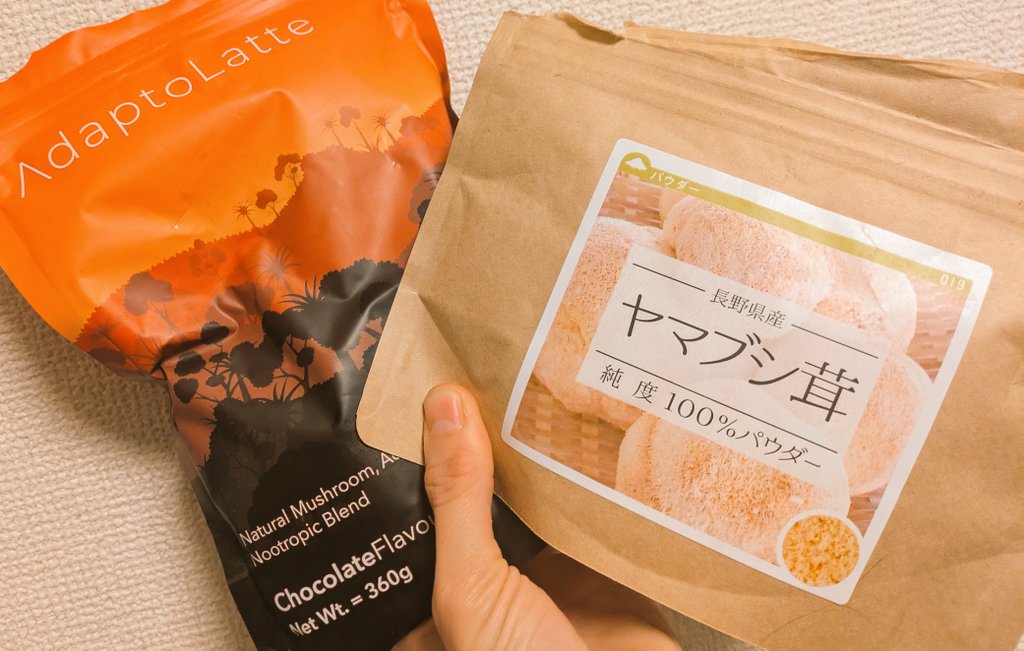 AdaptoLatte
Natural Mushroom,
Nootropic Blend
ChocolateFlavou
Net Wt. = 360g
パウダー
019
長野県産
ヤマブシ茸
純度100%パウダー